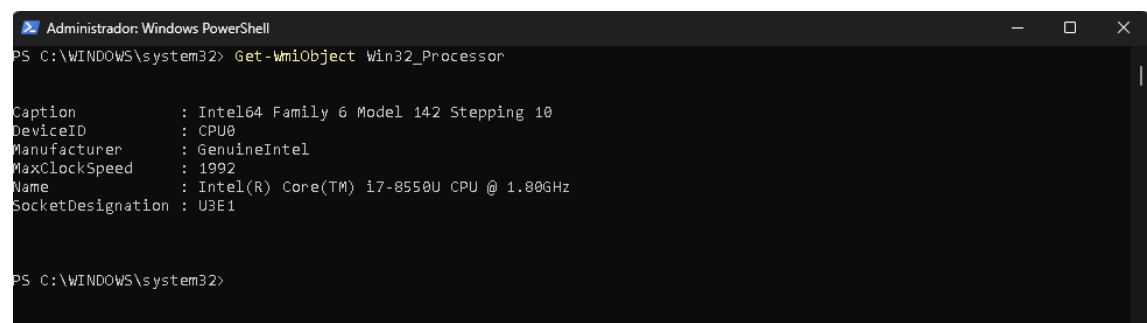 Administrador: Windows PowerShell
PS C:\WINDOWS\system32> Get-WmiObject Win32_Processor
Caption : Intel64 Family 6 Model 142 Stepping 10
DeviceID : CPU0
Manufacturer : GenuineIntel
MaxClockSpeed : 1992
Name : Intel(R) Core(TM) i7-8550U CPU @ 1.80GHz
SocketDesignation : U3E1
PS C:\WINDOWS\system32>